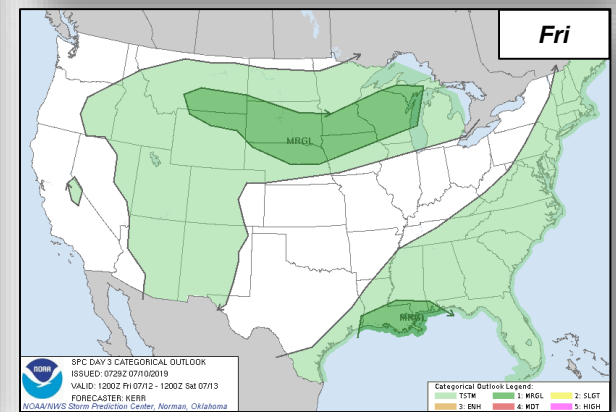 Fri
MRGL
MRGL
NOAA
SPC DAY 3 CATEGORICAL OUTLOOK
ISSUED: 0729Z 07/10/2019
VALID: 1200Z Fri 07/12 - 1200Z Sat 07/13
FORECASTER: KERR
NOAA/NWS Storm Prediction Center, Norman, Oklahoma
Categorical Outlook Legend:
TSTM 1: MRGL 2: SLGT
3: ENH 4: MDT 5: HIGH